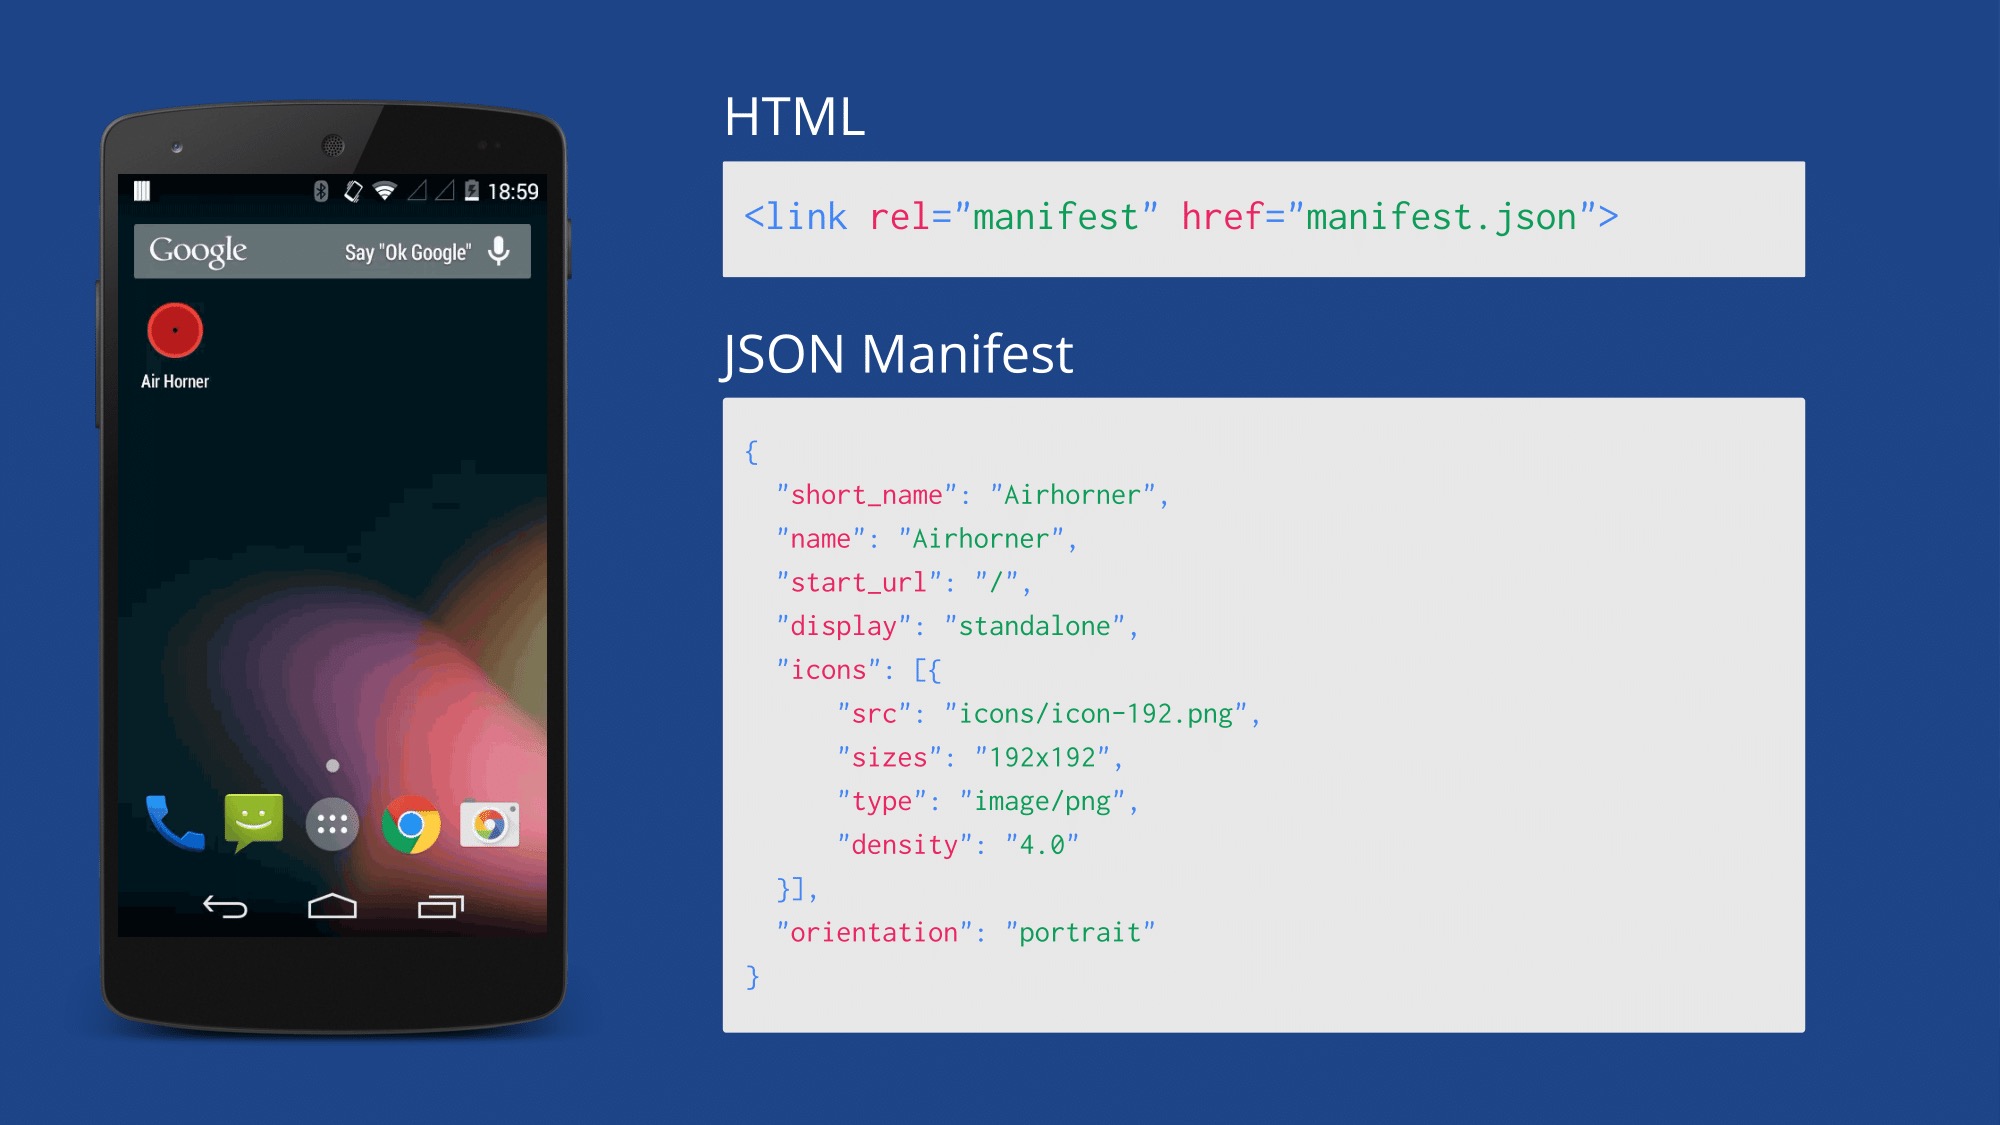 18:59
Google Say "Ok Google"
Air Horner
HTML
<link rel="manifest" href="manifest.json">
JSON Manifest
{
"short_name": "Airhorner",
"name": "Airhorner",
"start_url": "/",
"display": "standalone",
"icons": [{
"src": "icons/icon-192.png",
"sizes": "192x192",
"type": "image/png",
"density": "4.0"
}],
"orientation": "portrait"
}